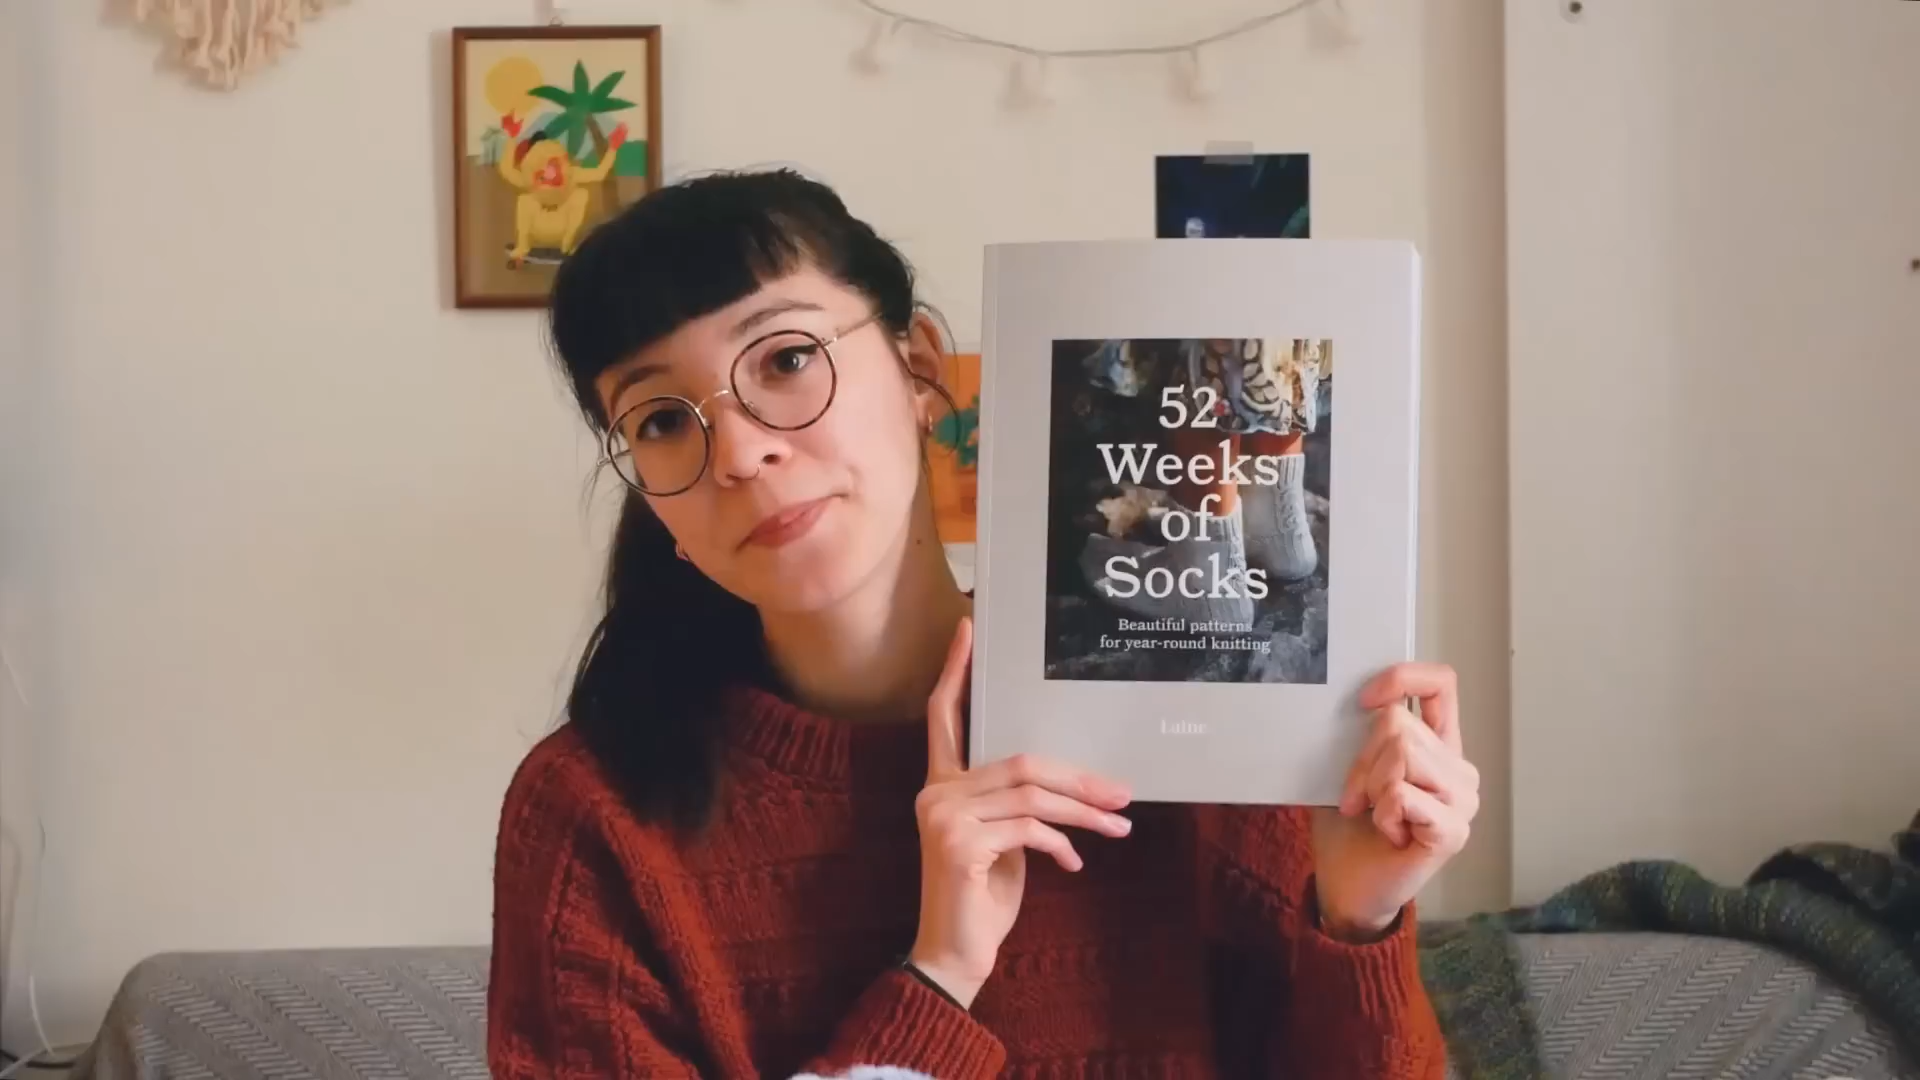 52
Weeks
of
Socks
Beautiful patterns
for year-round knitting
Laine